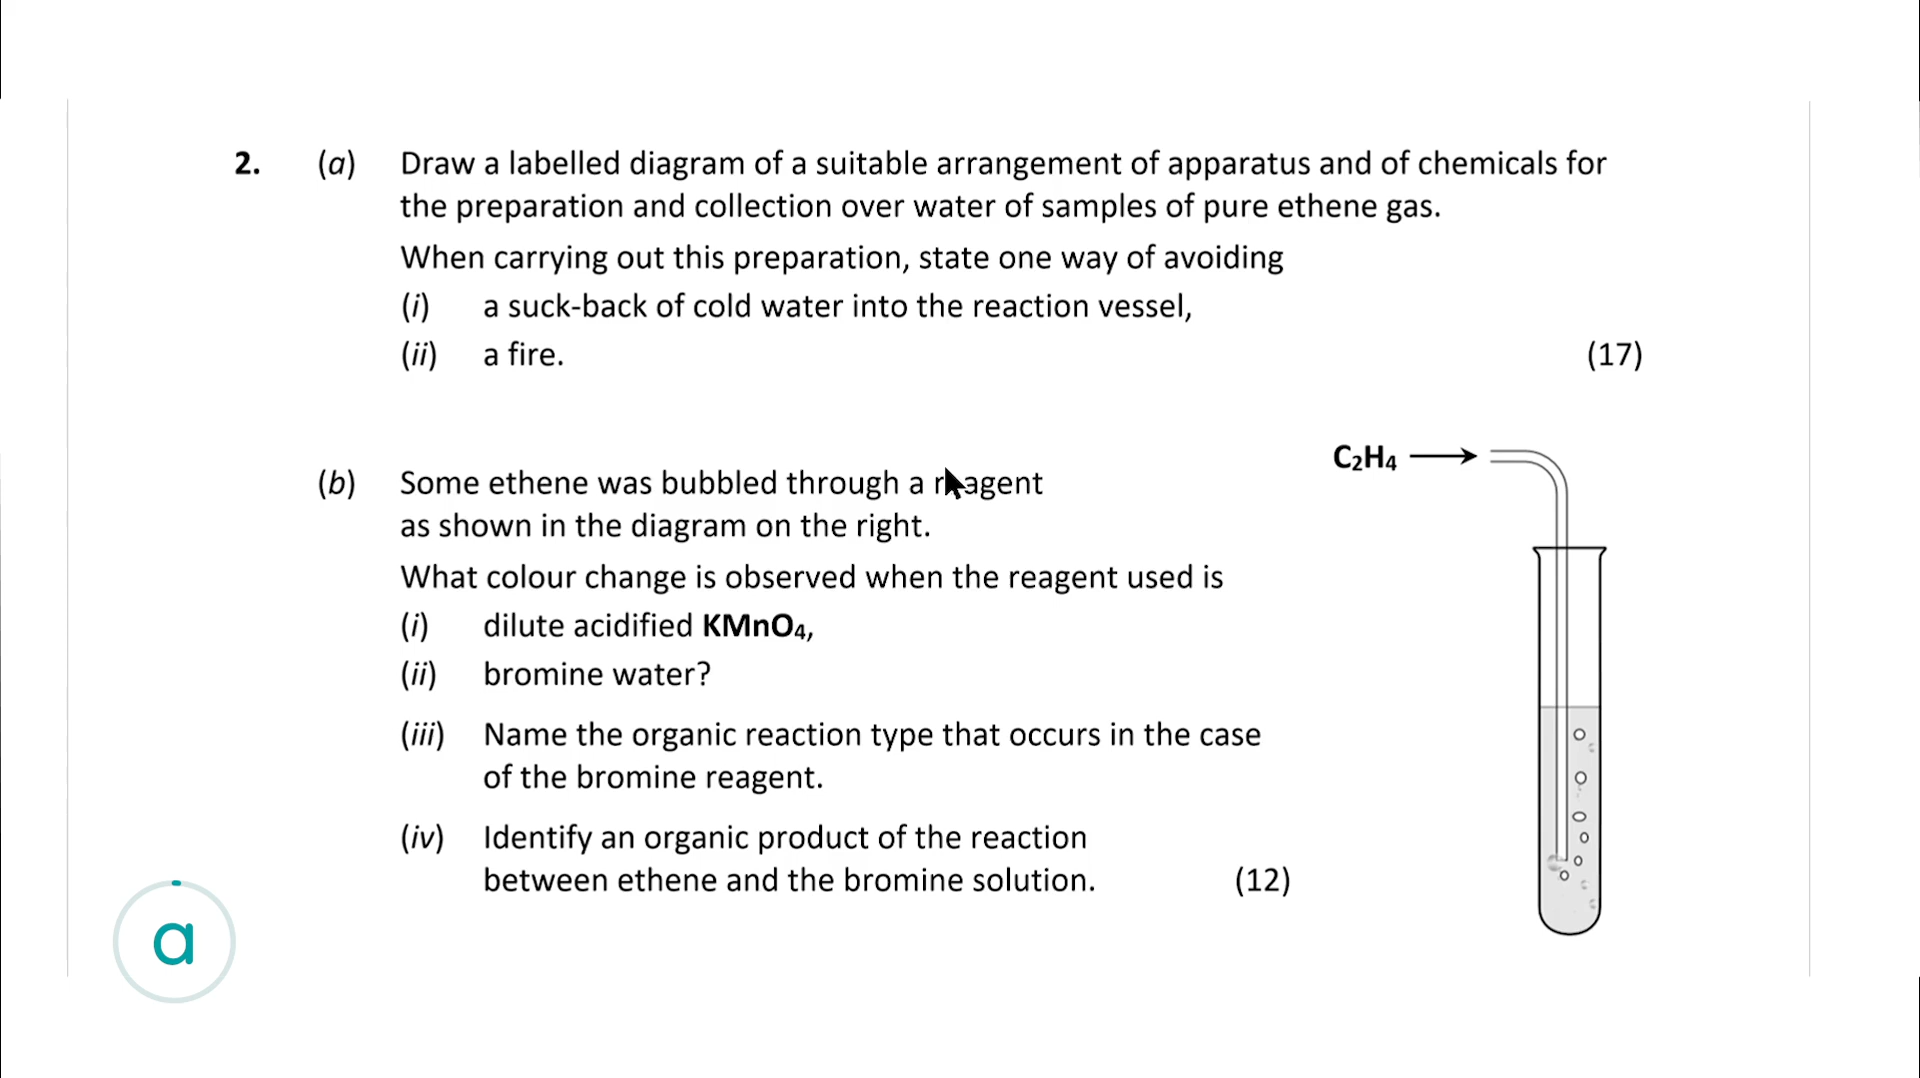 2. (a) Draw a labelled diagram of a suitable arrangement of apparatus and of chemicals for
the preparation and collection over water of samples of pure ethene gas.
When carrying out this preparation, state one way of avoiding
(i) a suck-back of cold water into the reaction vessel,
(ii) a fire. (17)
C₂H₄
(b) Some ethene was bubbled through a reagent
as shown in the diagram on the right.
What colour change is observed when the reagent used is
(i) dilute acidified KMnO₄,
(ii) bromine water?
(iii) Name the organic reaction type that occurs in the case
of the bromine reagent.
(iv) Identify an organic product of the reaction
between ethene and the bromine solution. (12)
a